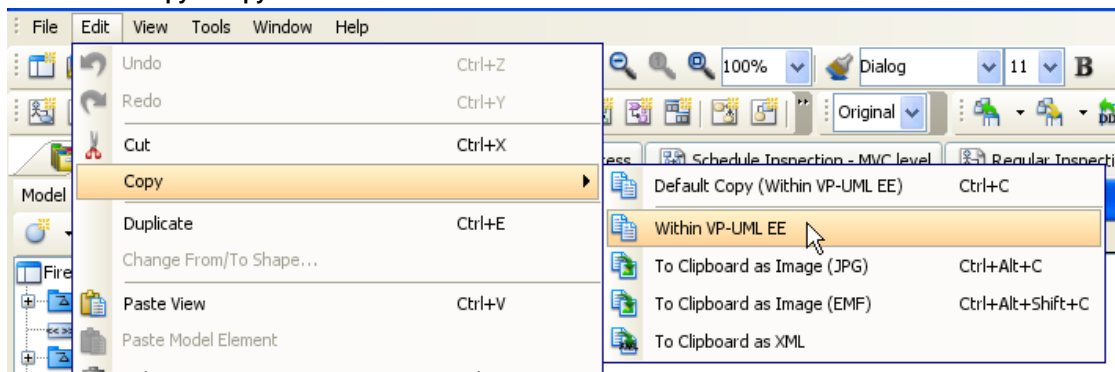 File Edit View Tools Window Help
Undo Ctrl+Z
100% Dialog 11 B
Redo Ctrl+Y
Original
Cut Ctrl+X
Schedule Inspection - MVC level
Model
Copy
Default Copy (Within VP-UML EE) Ctrl+C
Duplicate Ctrl+E
Within VP-UML EE
Change From/To Shape...
To Clipboard as Image (JPG) Ctrl+Alt+C
Fire
Paste View Ctrl+V
To Clipboard as Image (EMF) Ctrl+Alt+Shift+C
Paste Model Element
To Clipboard as XML